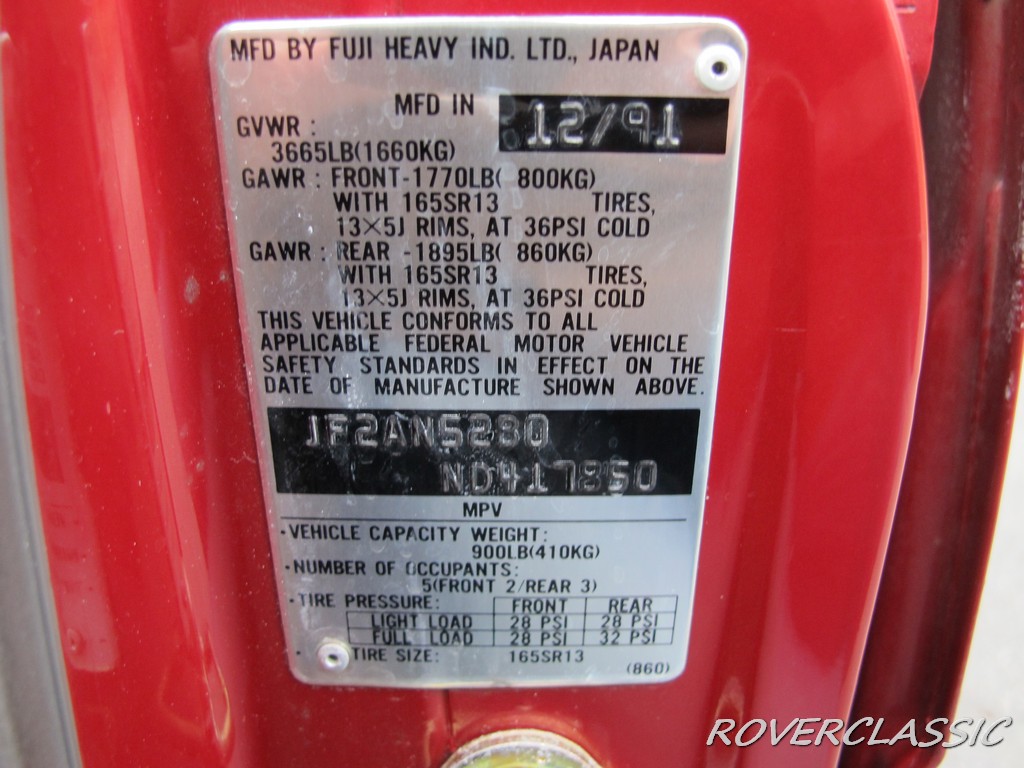 MFD BY FUJI HEAVY IND. LTD., JAPAN
MFD IN 12/91
GVWR :
3665LB(1660KG)
GAWR : FRONT-1770LB( 800KG)
WITH 165SR13 TIRES,
13×5J RIMS, AT 36PSI COLD
GAWR : REAR -1895LB( 860KG)
WITH 165SR13 TIRES,
13×5J RIMS, AT 36PSI COLD
THIS VEHICLE CONFORMS TO ALL
APPLICABLE FEDERAL MOTOR VEHICLE
SAFETY STANDARDS IN EFFECT ON THE
DATE OF MANUFACTURE SHOWN ABOVE.
JF2AN5280
ND417850
MPV
·VEHICLE CAPACITY WEIGHT:
900LB(410KG)
·NUMBER OF OCCUPANTS:
5(FRONT 2/REAR 3)
·TIRE PRESSURE: FRONT REAR
LIGHT LOAD 28 PSI 28 PSI
FULL LOAD 28 PSI 32 PSI
TIRE SIZE: 165SR13
(860)
ROVERCLASSIC